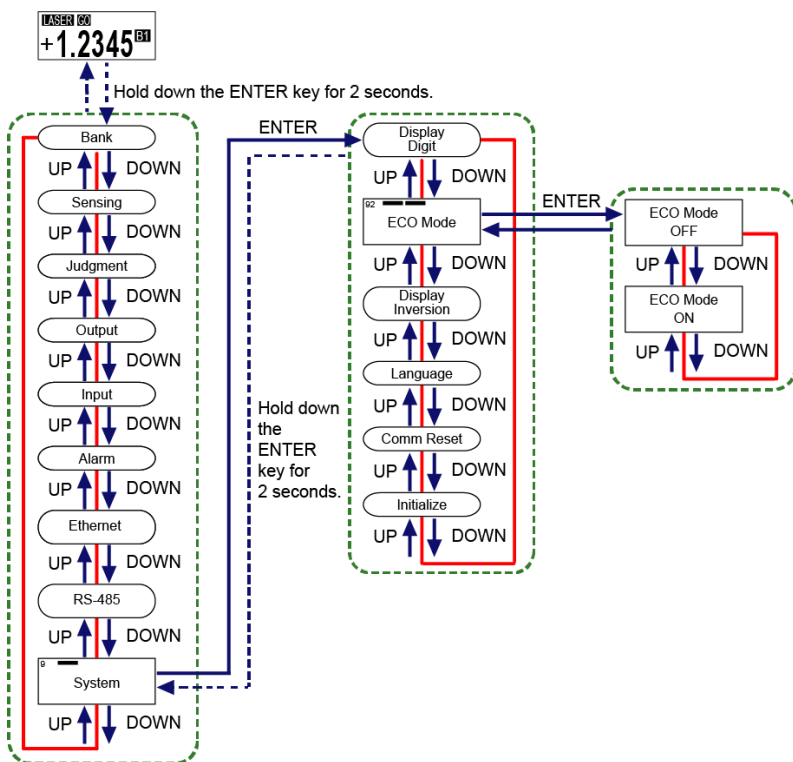 LASER GO
+1.2345 B1
Hold down the ENTER key for 2 seconds.
Bank
UP DOWN
Sensing
UP DOWN
Judgment
UP DOWN
Output
UP DOWN
Input
UP DOWN
Alarm
UP DOWN
Ethernet
UP DOWN
RS-485
UP DOWN
9
System
UP DOWN
ENTER
Hold down
the
ENTER
key for
2 seconds.
Display
Digit
UP DOWN
92
ECO Mode
UP DOWN
Display
Inversion
UP DOWN
Language
UP DOWN
Comm Reset
UP DOWN
Initialize
UP DOWN
ENTER
ECO Mode
OFF
UP DOWN
ECO Mode
ON
UP DOWN